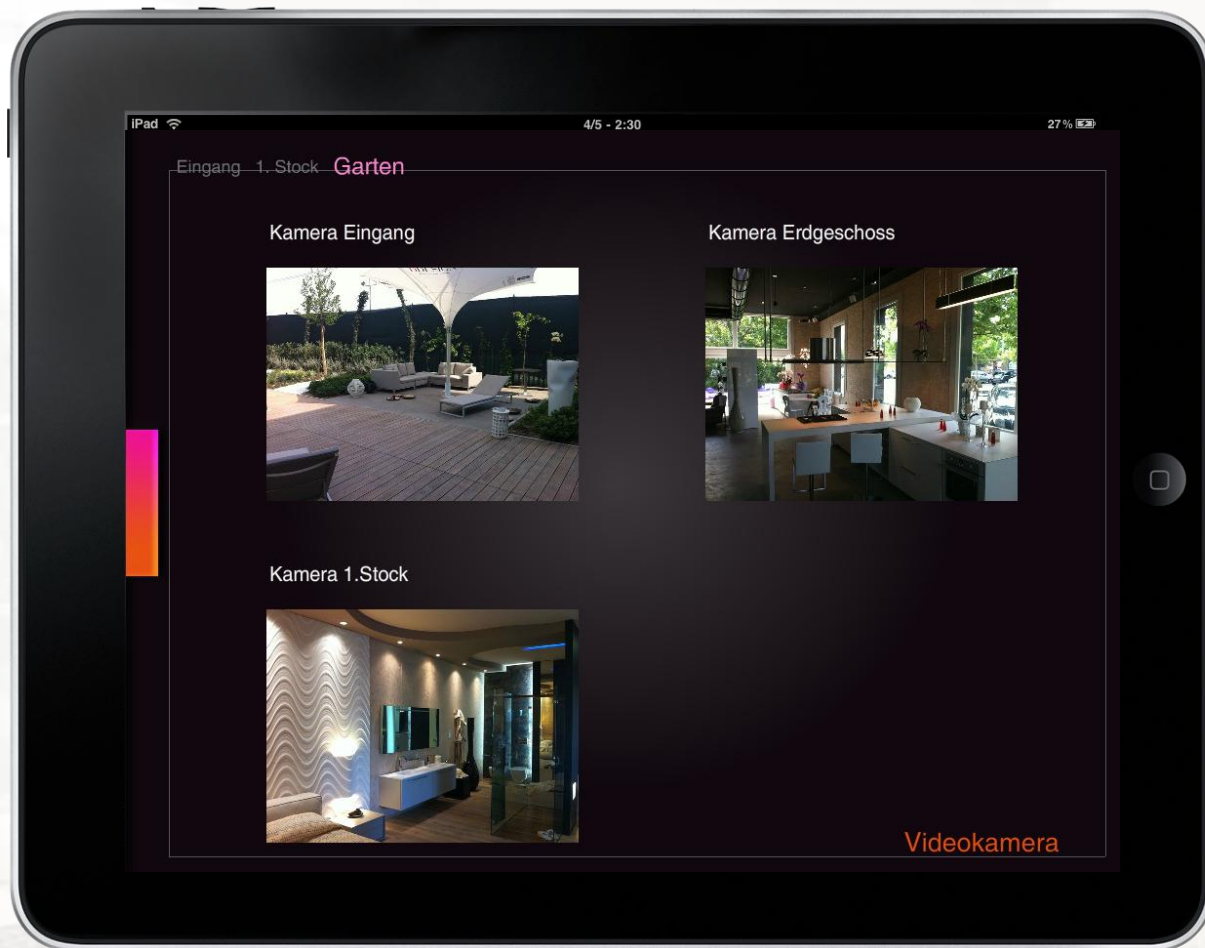 iPad 4/5 - 2:30 27%
Eingang 1. Stock Garten
Kamera Eingang Kamera Erdgeschoss
Kamera 1.Stock
Videokamera